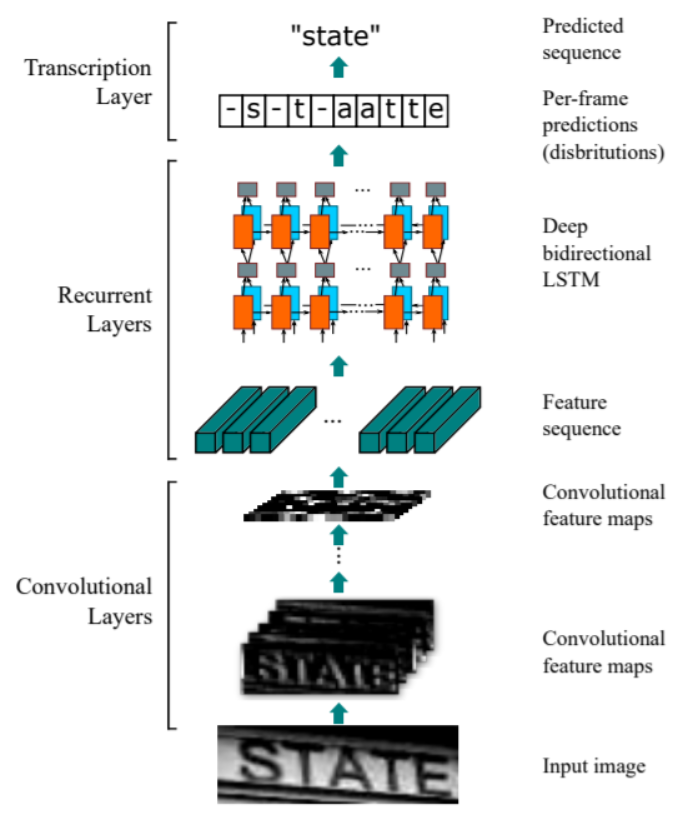 "state"
Predicted
sequence
Transcription
Layer
-s-t-aatte
Per-frame
predictions
(disbritutions)
...
Deep
bidirectional
LSTM
...
Recurrent
Layers
...
Feature
sequence
Convolutional
feature maps
Convolutional
Layers
STATE
Convolutional
feature maps
STATE
Input image